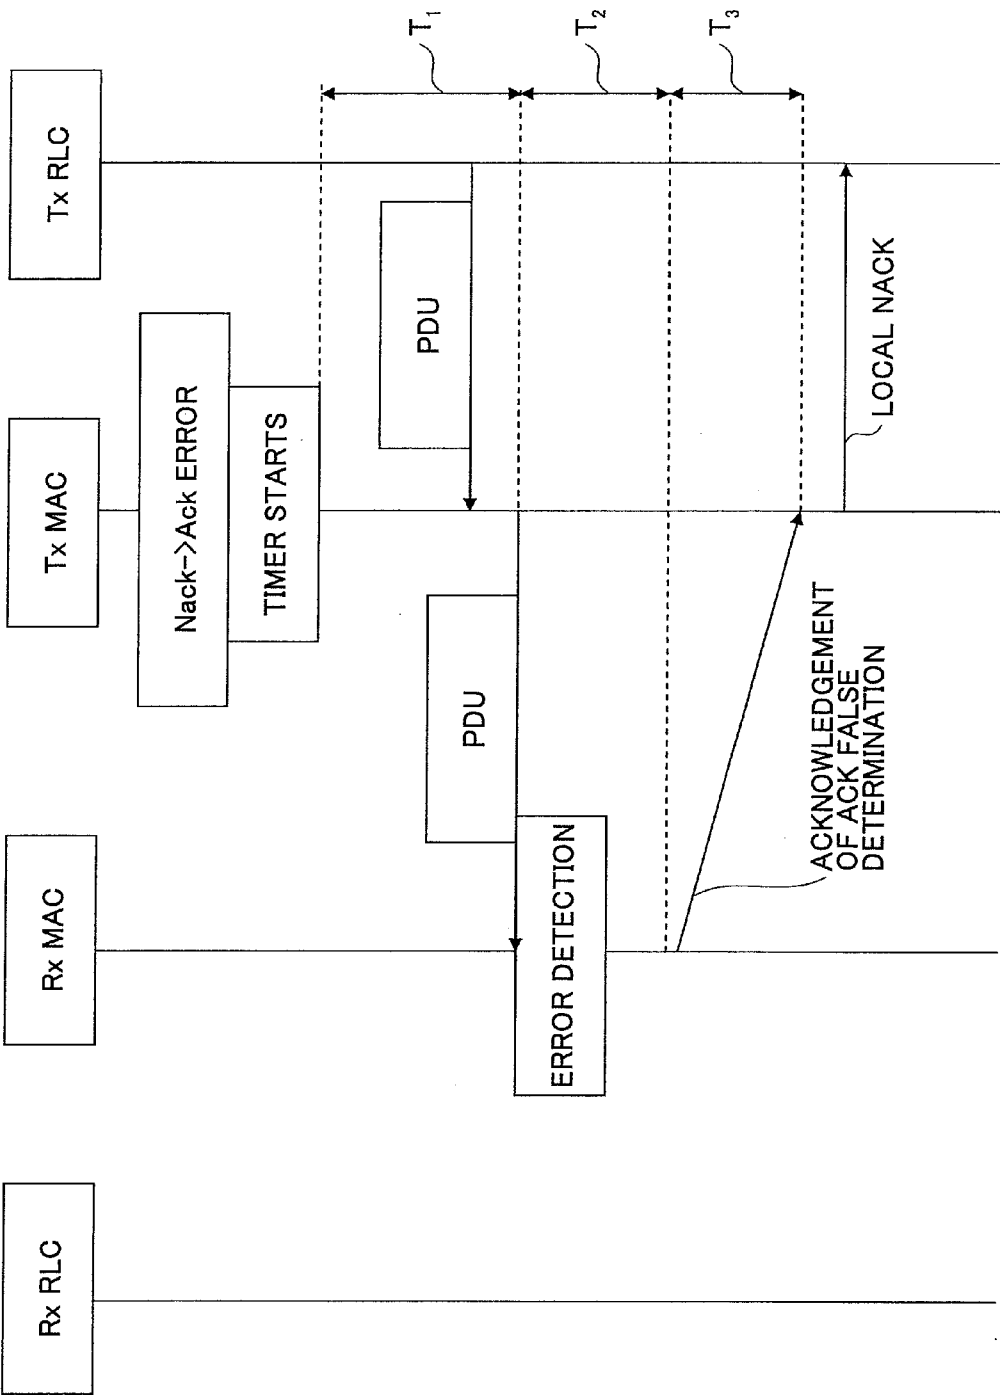 Rx RLC
Rx MAC
Tx MAC
Tx RLC
Nack->Ack ERROR
TIMER STARTS
PDU
PDU
ERROR DETECTION
T1
T2
T3
ACKNOWLEDGEMENT
OF ACK FALSE
DETERMINATION
LOCAL NACK